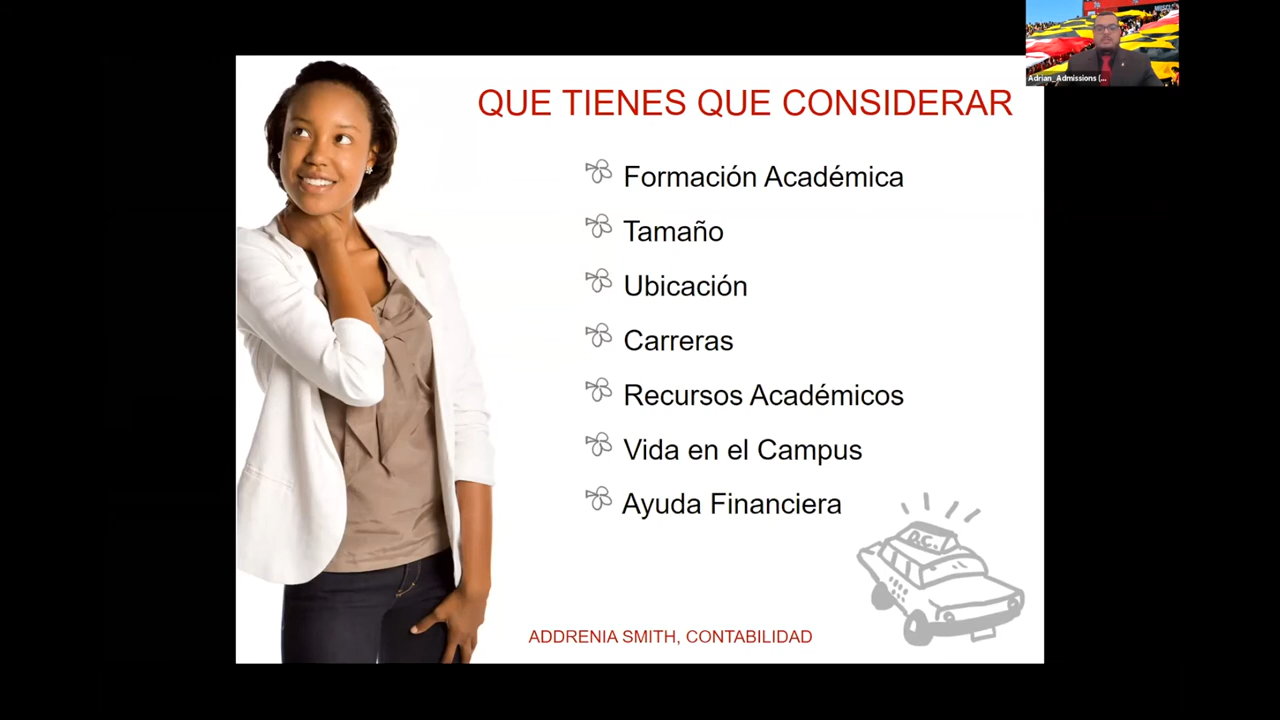 QUE TIENES QUE CONSIDERAR
Formación Académica
Tamaño
Ubicación
Carreras
Recursos Académicos
Vida en el Campus
Ayuda Financiera
D.C.
ADDRENIA SMITH, CONTABILIDAD
Adrian_Admissions (...